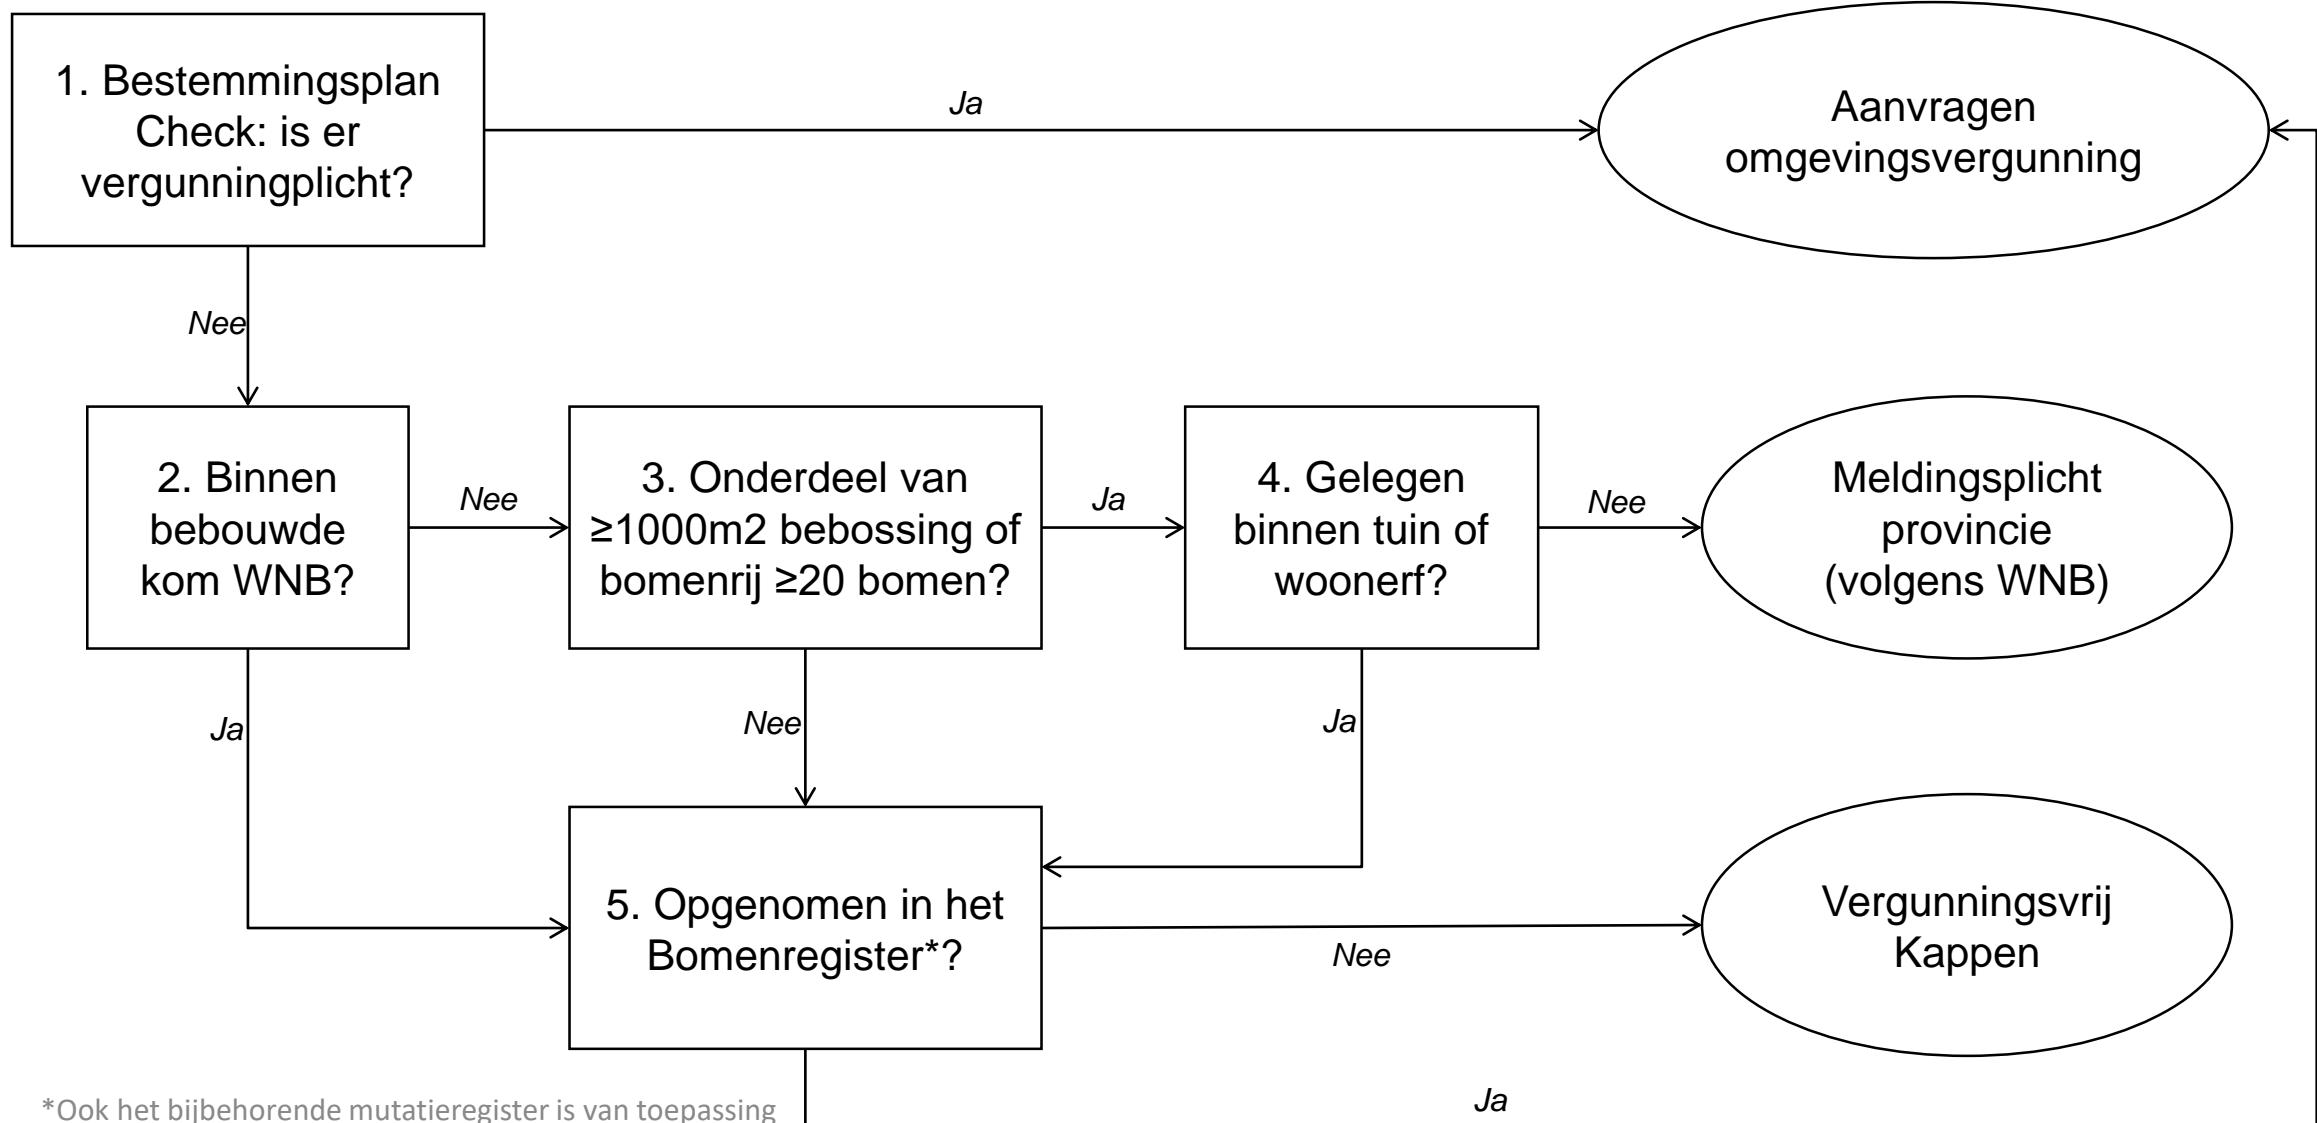 1. Bestemmingsplan
Check: is er
vergunningplicht?
Ja
Aanvragen
omgevingsvergunning
Nee
2. Binnen
bebouwde
kom WNB?
Nee
3. Onderdeel van
≥1000m2 bebossing of
bomenrij ≥20 bomen?
Ja
4. Gelegen
binnen tuin of
woonerf?
Nee
Meldingsplicht
provincie
(volgens WNB)
Ja
Nee
Ja
5. Opgenomen in het
Bomenregister*?
Nee
Vergunningsvrij
Kappen
Ja
*Ook het bijbehorende mutatieregister is van toepassing